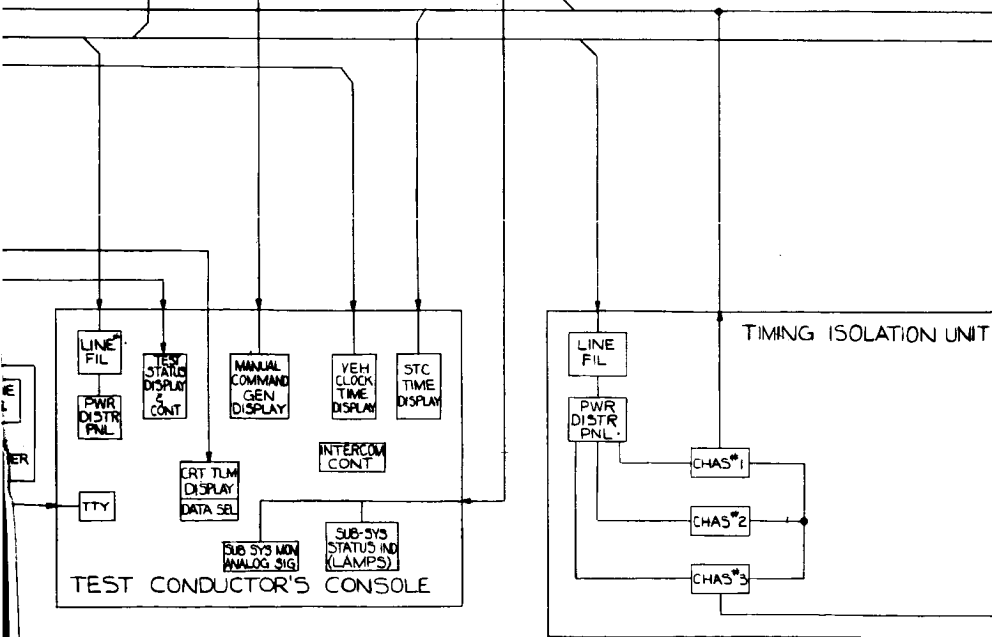 LINE
FIL
PWR
DISTR
PNL
TEST
STATUS
DISPLAY
&
CONT
MANUAL
COMMAND
GEN
DISPLAY
VEH
CLOCK
TIME
DISPLAY
STC
TIME
DISPLAY
INTERCOM
CONT
CRT TLM
DISPLAY
DATA SEL
TTY
SUB SYS MON
ANALOG SIG
SUB-SYS
STATUS IND
(LAMPS)
TEST CONDUCTOR'S CONSOLE
ER
TIMING ISOLATION UNIT
LINE
FIL
PWR
DISTR
PNL.
CHAS #1
CHAS #2
CHAS #3